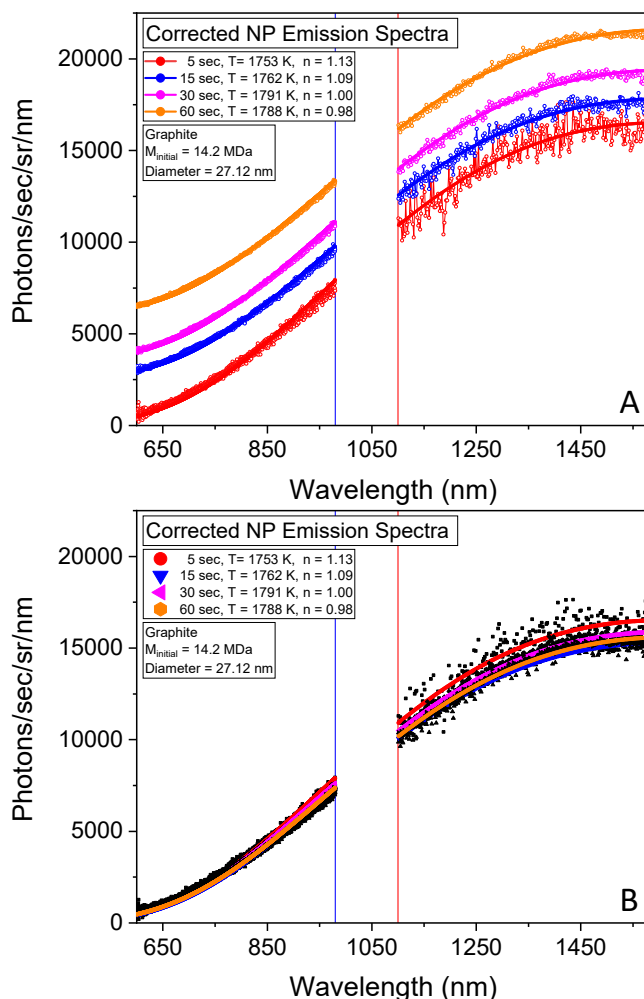 22000
20000
15000
10000
5000
0
Photons/sec/sr/nm
Corrected NP Emission Spectra
5 sec, T= 1753 K, n = 1.13
15 sec, T = 1762 K, n = 1.09
30 sec, T = 1791 K, n = 1.00
60 sec, T = 1788 K, n = 0.98
Graphite
Minitial = 14.2 MDa
Diameter = 27.12 nm
A
650 850 1050 1250 1450
Wavelength (nm)
20000
15000
10000
5000
0
Photons/sec/sr/nm
Corrected NP Emission Spectra
5 sec, T= 1753 K, n = 1.13
15 sec, T = 1762 K, n = 1.09
30 sec, T = 1791 K, n = 1.00
60 sec, T = 1788 K, n = 0.98
Graphite
Minitial = 14.2 MDa
Diameter = 27.12 nm
B
650 850 1050 1250 1450
Wavelength (nm)